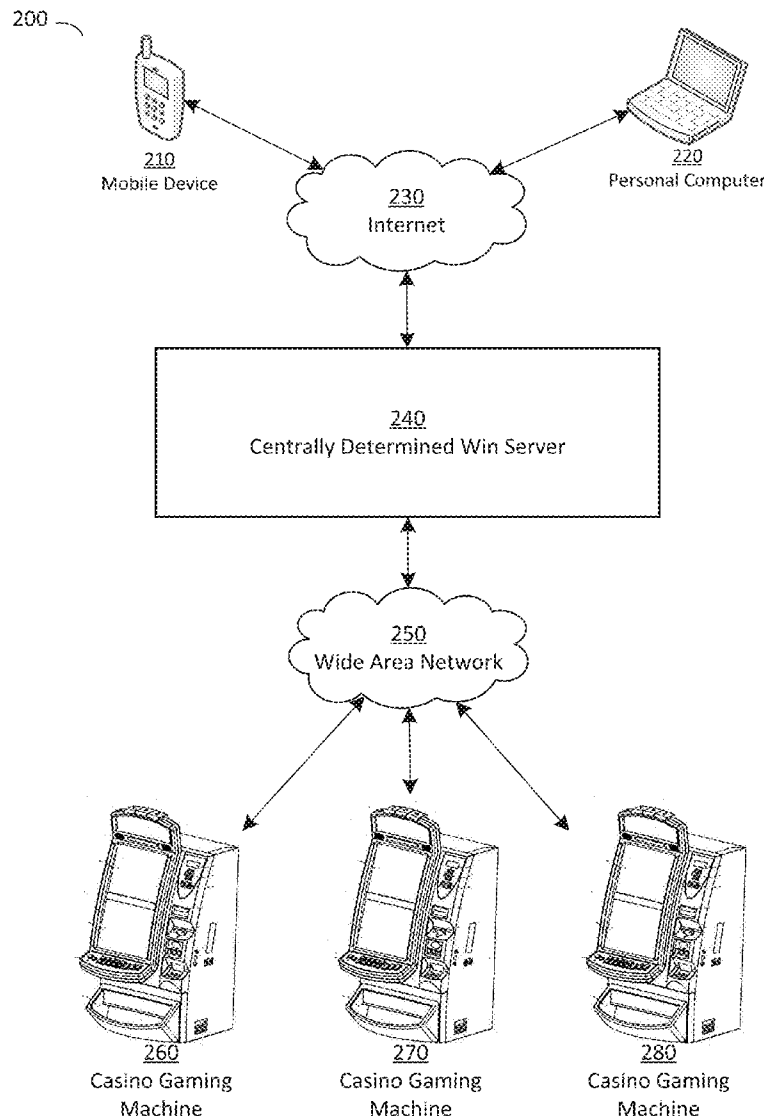 200
210
Mobile Device
220
Personal Computer
230
Internet
240
Centrally Determined Win Server
250
Wide Area Network
260
Casino Gaming
Machine
270
Casino Gaming
Machine
280
Casino Gaming
Machine